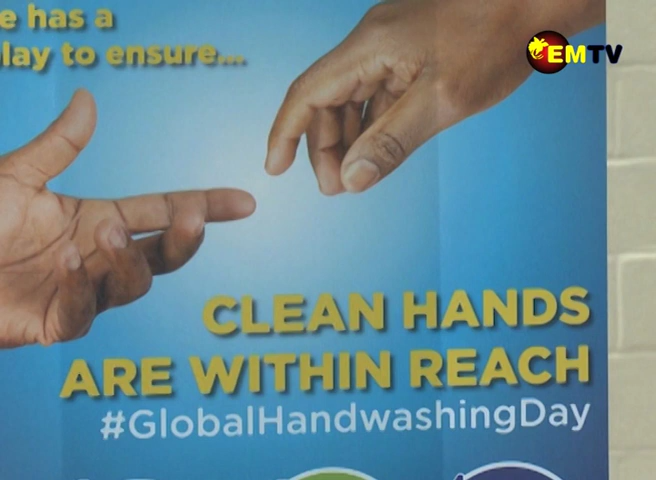 e has a
lay to ensure...
EMTV
CLEAN HANDS
ARE WITHIN REACH
#GlobalHandwashingDay